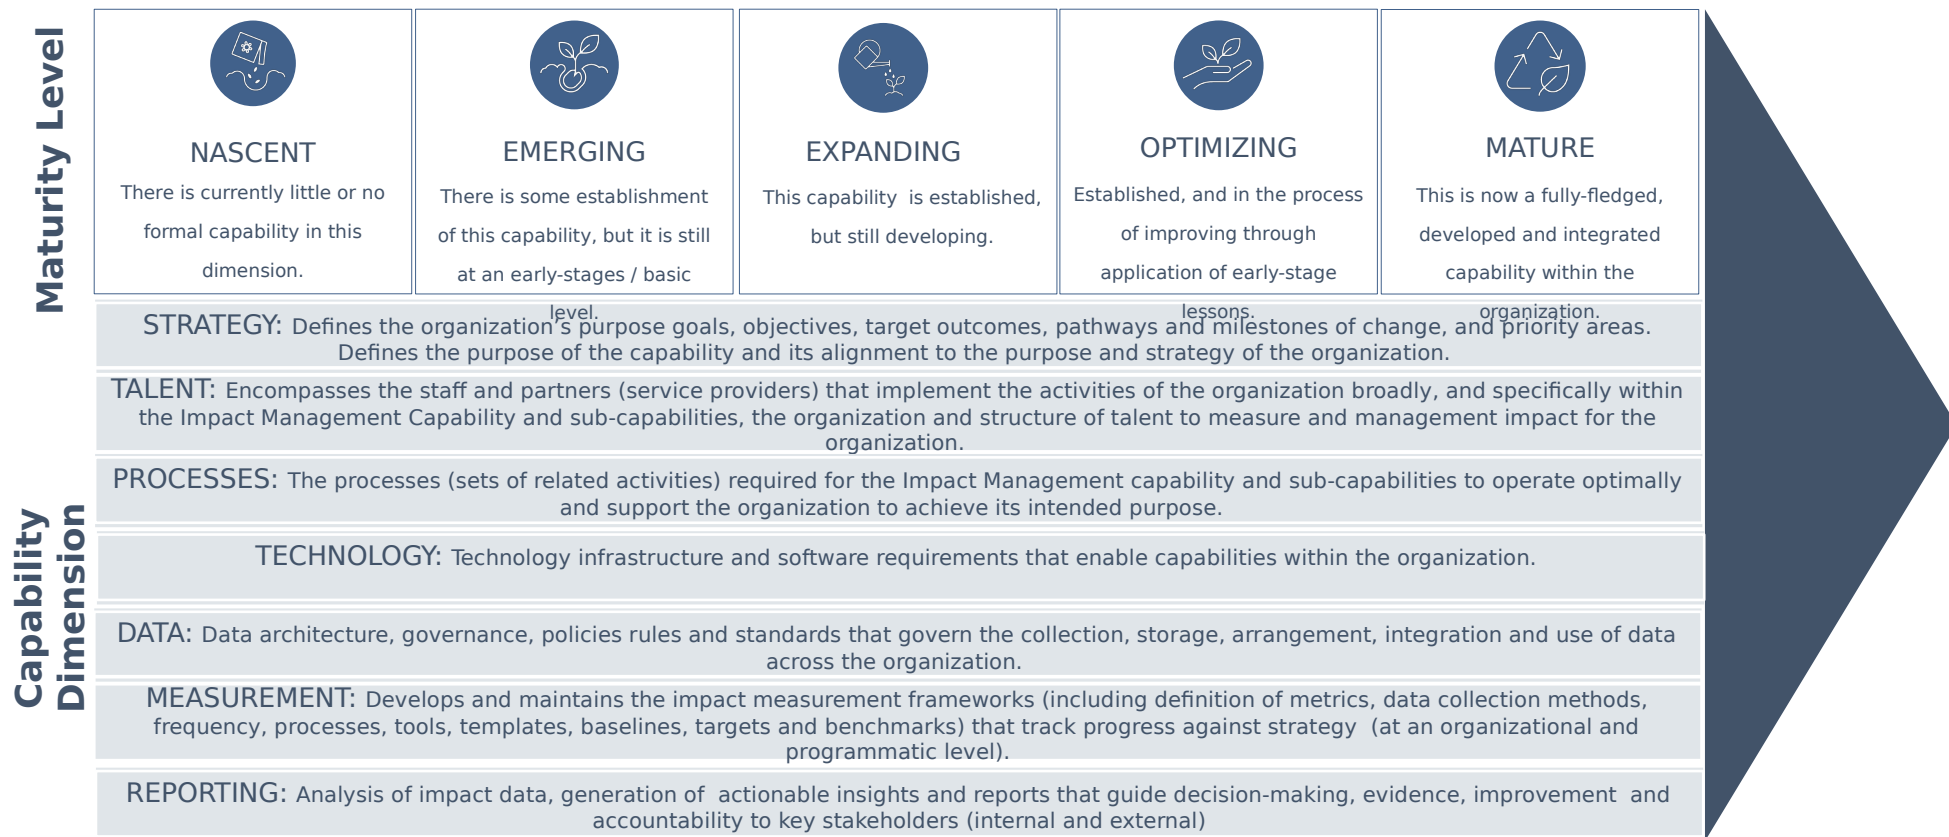 Maturity Level
NASCENT
There is currently little or no
formal capability in this
dimension.
EMERGING
There is some establishment
of this capability, but it is still
at an early-stages / basic
level.
EXPANDING
This capability  is established,
but still developing.
OPTIMIZING
Established, and in the process
of improving through
application of early-stage
lessons.
MATURE
This is now a fully-fledged,
developed and integrated
capability within the
organization.
Capability
Dimension
STRATEGY: Defines the organization’s purpose goals, objectives, target outcomes, pathways and milestones of change, and priority areas.
Defines the purpose of the capability and its alignment to the purpose and strategy of the organization.
TALENT: Encompasses the staff and partners (service providers) that implement the activities of the organization broadly, and specifically within
the Impact Management Capability and sub-capabilities, the organization and structure of talent to measure and management impact for the
organization.
PROCESSES: The processes (sets of related activities) required for the Impact Management capability and sub-capabilities to operate optimally
and support the organization to achieve its intended purpose.
TECHNOLOGY: Technology infrastructure and software requirements that enable capabilities within the organization.
DATA: Data architecture, governance, policies rules and standards that govern the collection, storage, arrangement, integration and use of data
across the organization.
MEASUREMENT: Develops and maintains the impact measurement frameworks (including definition of metrics, data collection methods,
frequency, processes, tools, templates, baselines, targets and benchmarks) that track progress against strategy  (at an organizational and
programmatic level).
REPORTING: Analysis of impact data, generation of  actionable insights and reports that guide decision-making, evidence, improvement  and
accountability to key stakeholders (internal and external)